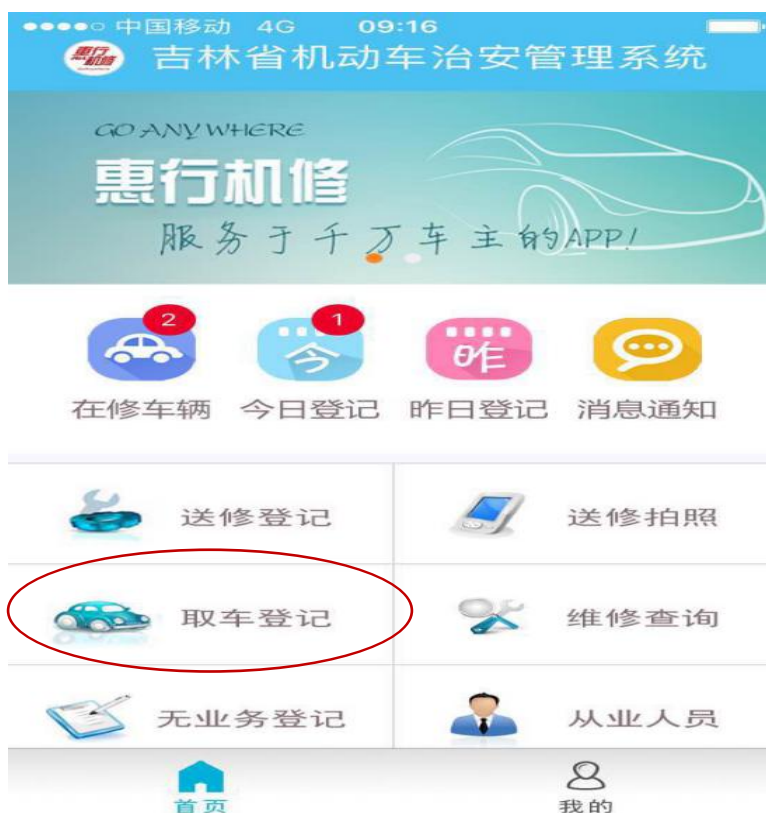 中国移动 4G 09:16
惠行机修 吉林省机动车治安管理系统
GO ANY WHERE
惠行机修
服务于千万车主的APP!
2 1
今 昨
在修车辆 今日登记 昨日登记 消息通知
送修登记 送修拍照
取车登记 维修查询
无业务登记 从业人员
首页 我的